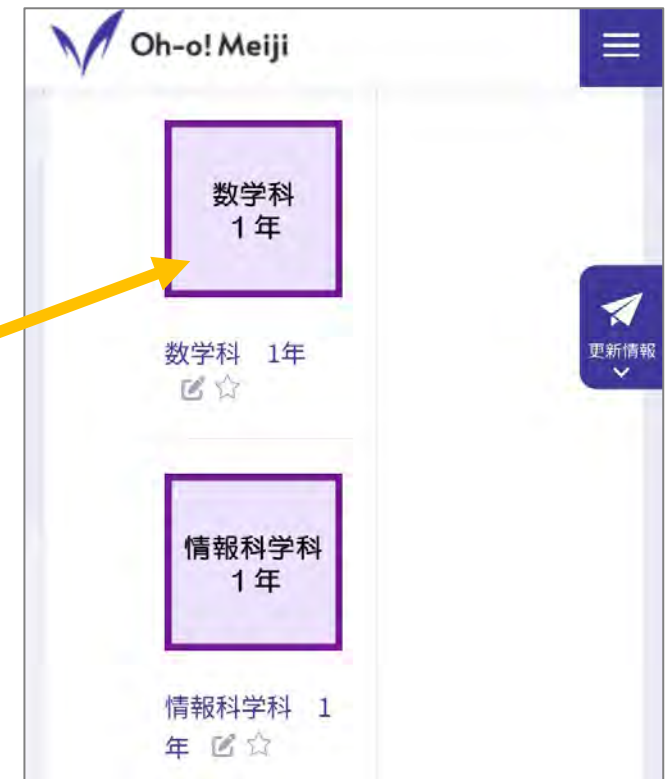 Oh-o! Meiji
数学科
1年
数学科　1年
更新情報
情報科学科
1年
情報科学科　1
年